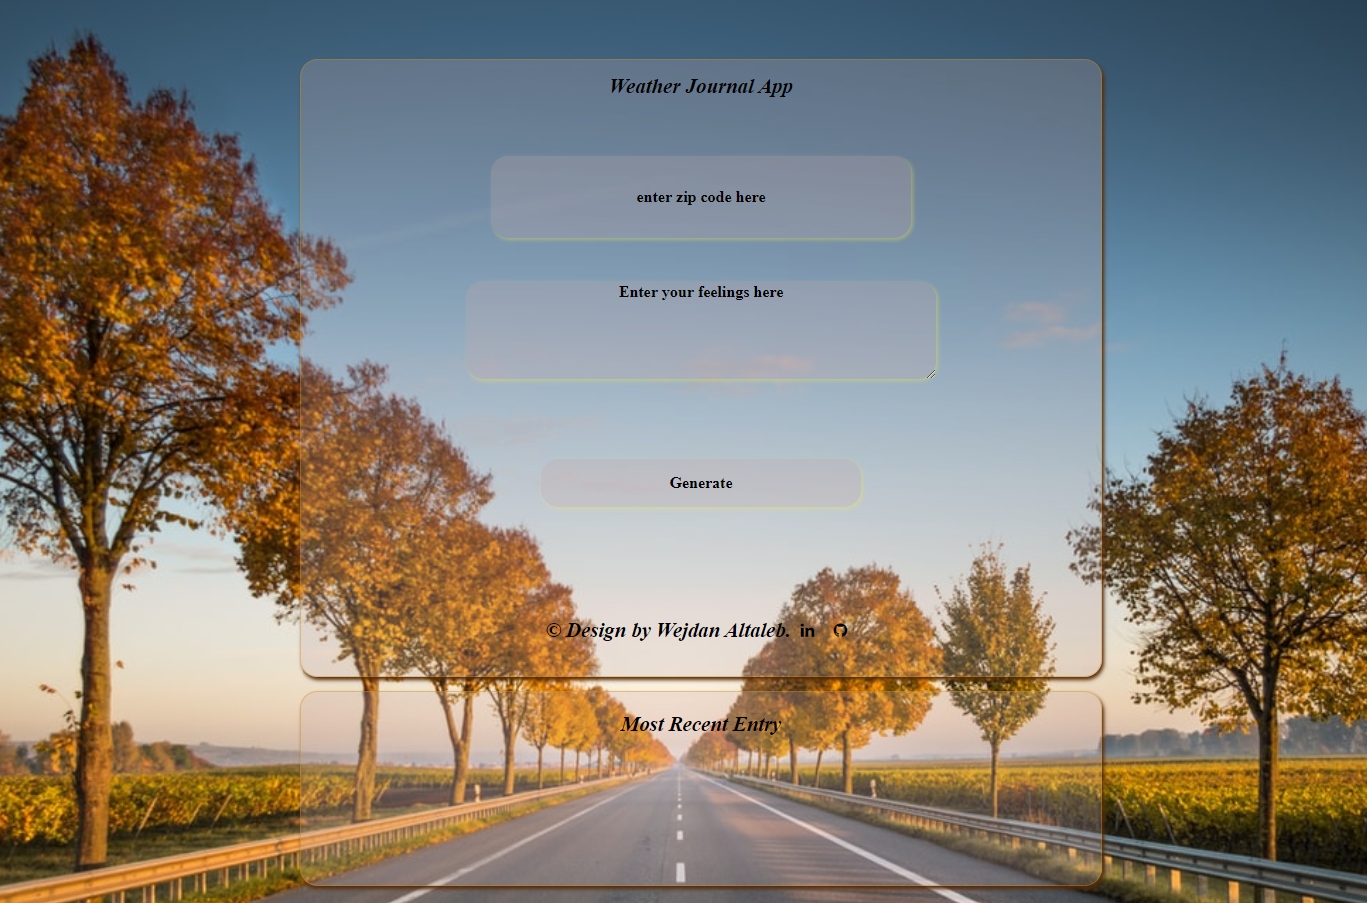 Weather Journal App
enter zip code here
Enter your feelings here
Generate
© Design by Wejdan Altaleb. in
Most Recent Entry